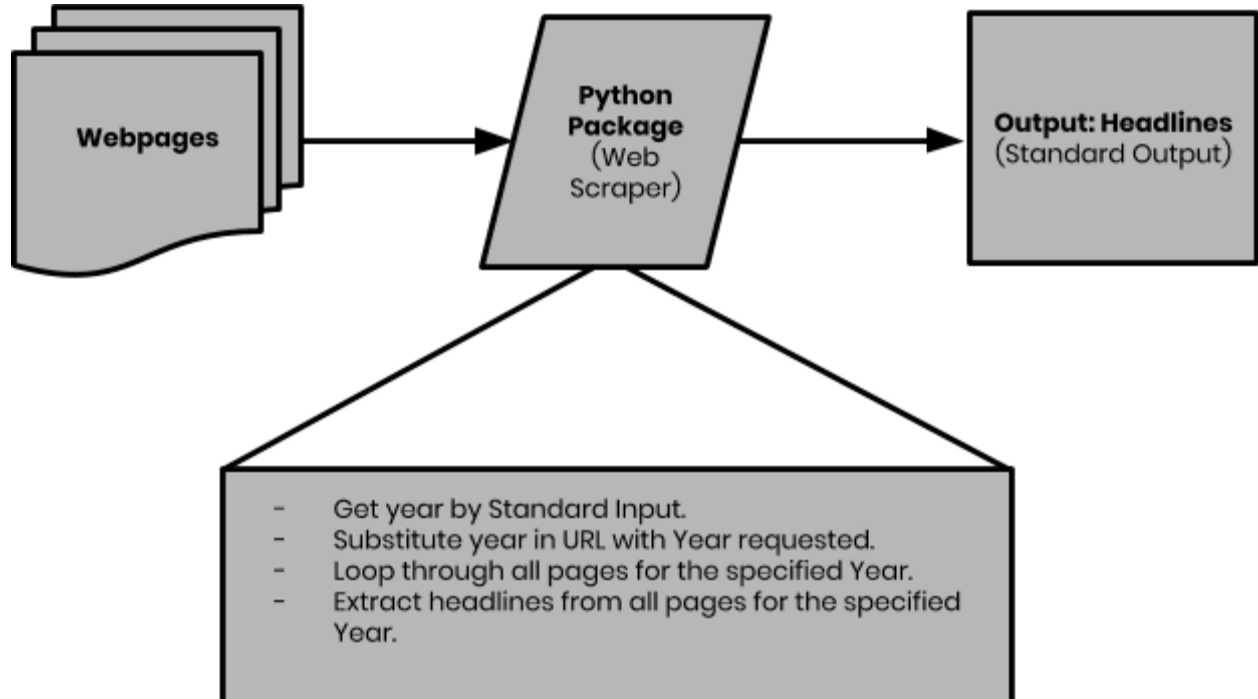 Webpages
Python
Package
(Web
Scraper)
Output: Headlines
(Standard Output)
- Get year by Standard Input.
- Substitute year in URL with Year requested.
- Loop through all pages for the specified Year.
- Extract headlines from all pages for the specified
Year.